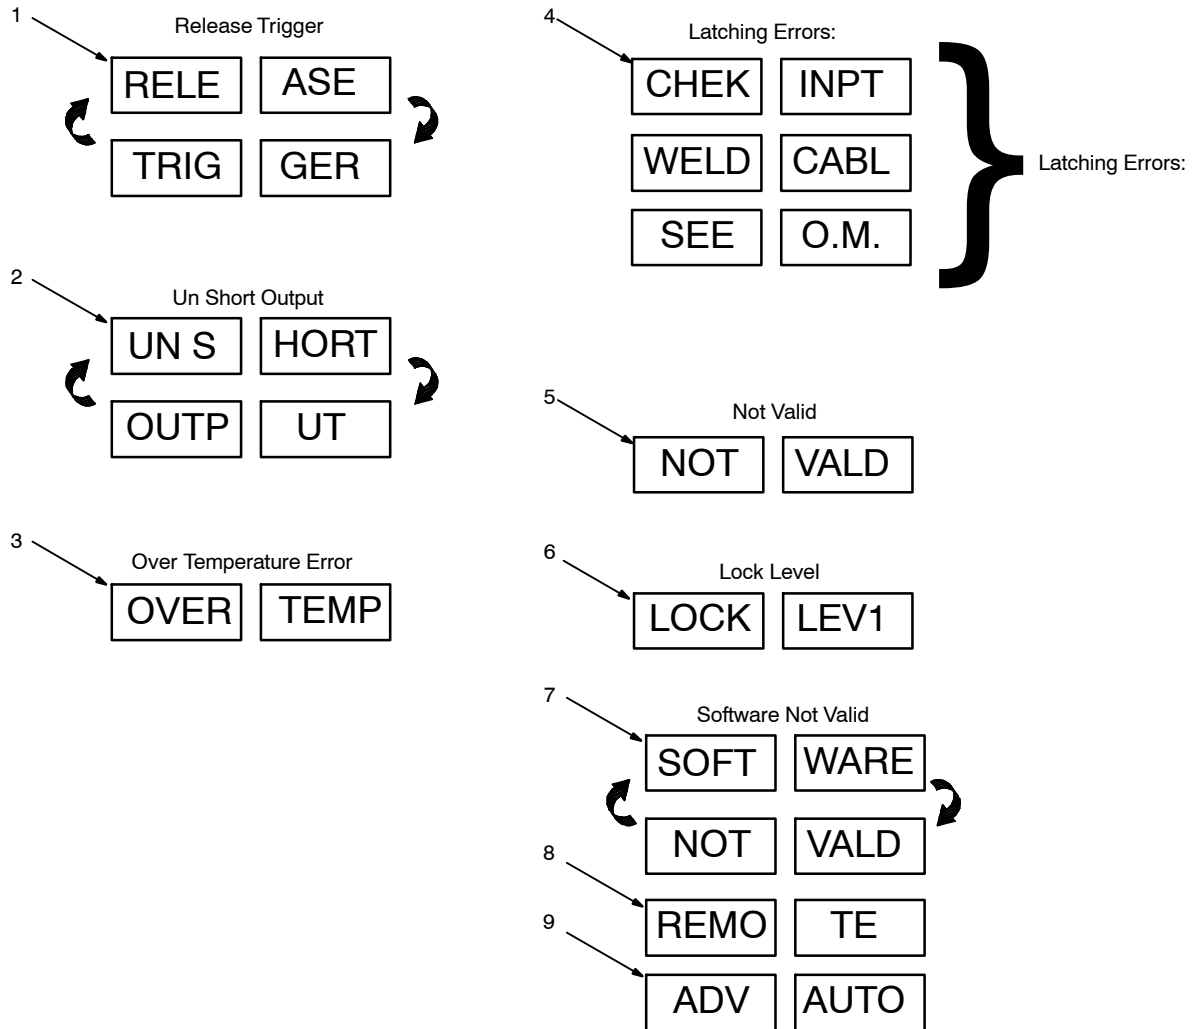 1
Release Trigger
RELE ASE
TRIG GER
2
Un Short Output
UN S HORT
OUTP UT
3
Over Temperature Error
OVER TEMP
4
Latching Errors:
CHEK INPT
WELD CABL
SEE O.M.
Latching Errors:
5
Not Valid
NOT VALD
6
Lock Level
LOCK LEV1
7
Software Not Valid
SOFT WARE
NOT VALD
8
REMO TE
9
ADV AUTO